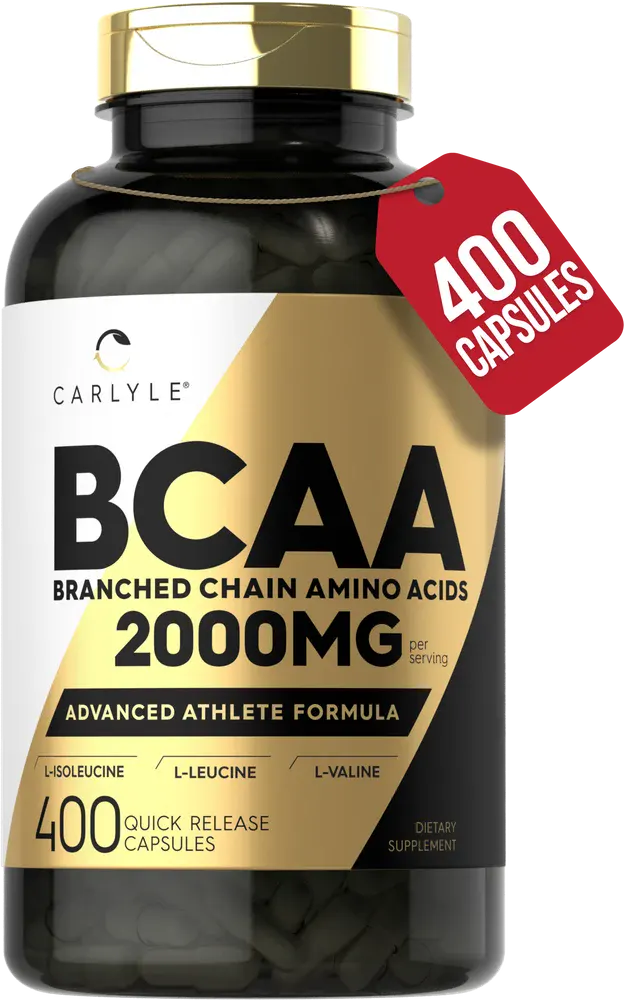 400
CAPSULES
CARLYLE®
BCAA
BRANCHED CHAIN AMINO ACIDS
2000MG per
serving
ADVANCED ATHLETE FORMULA
L-ISOLEUCINE L-LEUCINE L-VALINE
400 QUICK RELEASE
CAPSULES
DIETARY
SUPPLEMENT